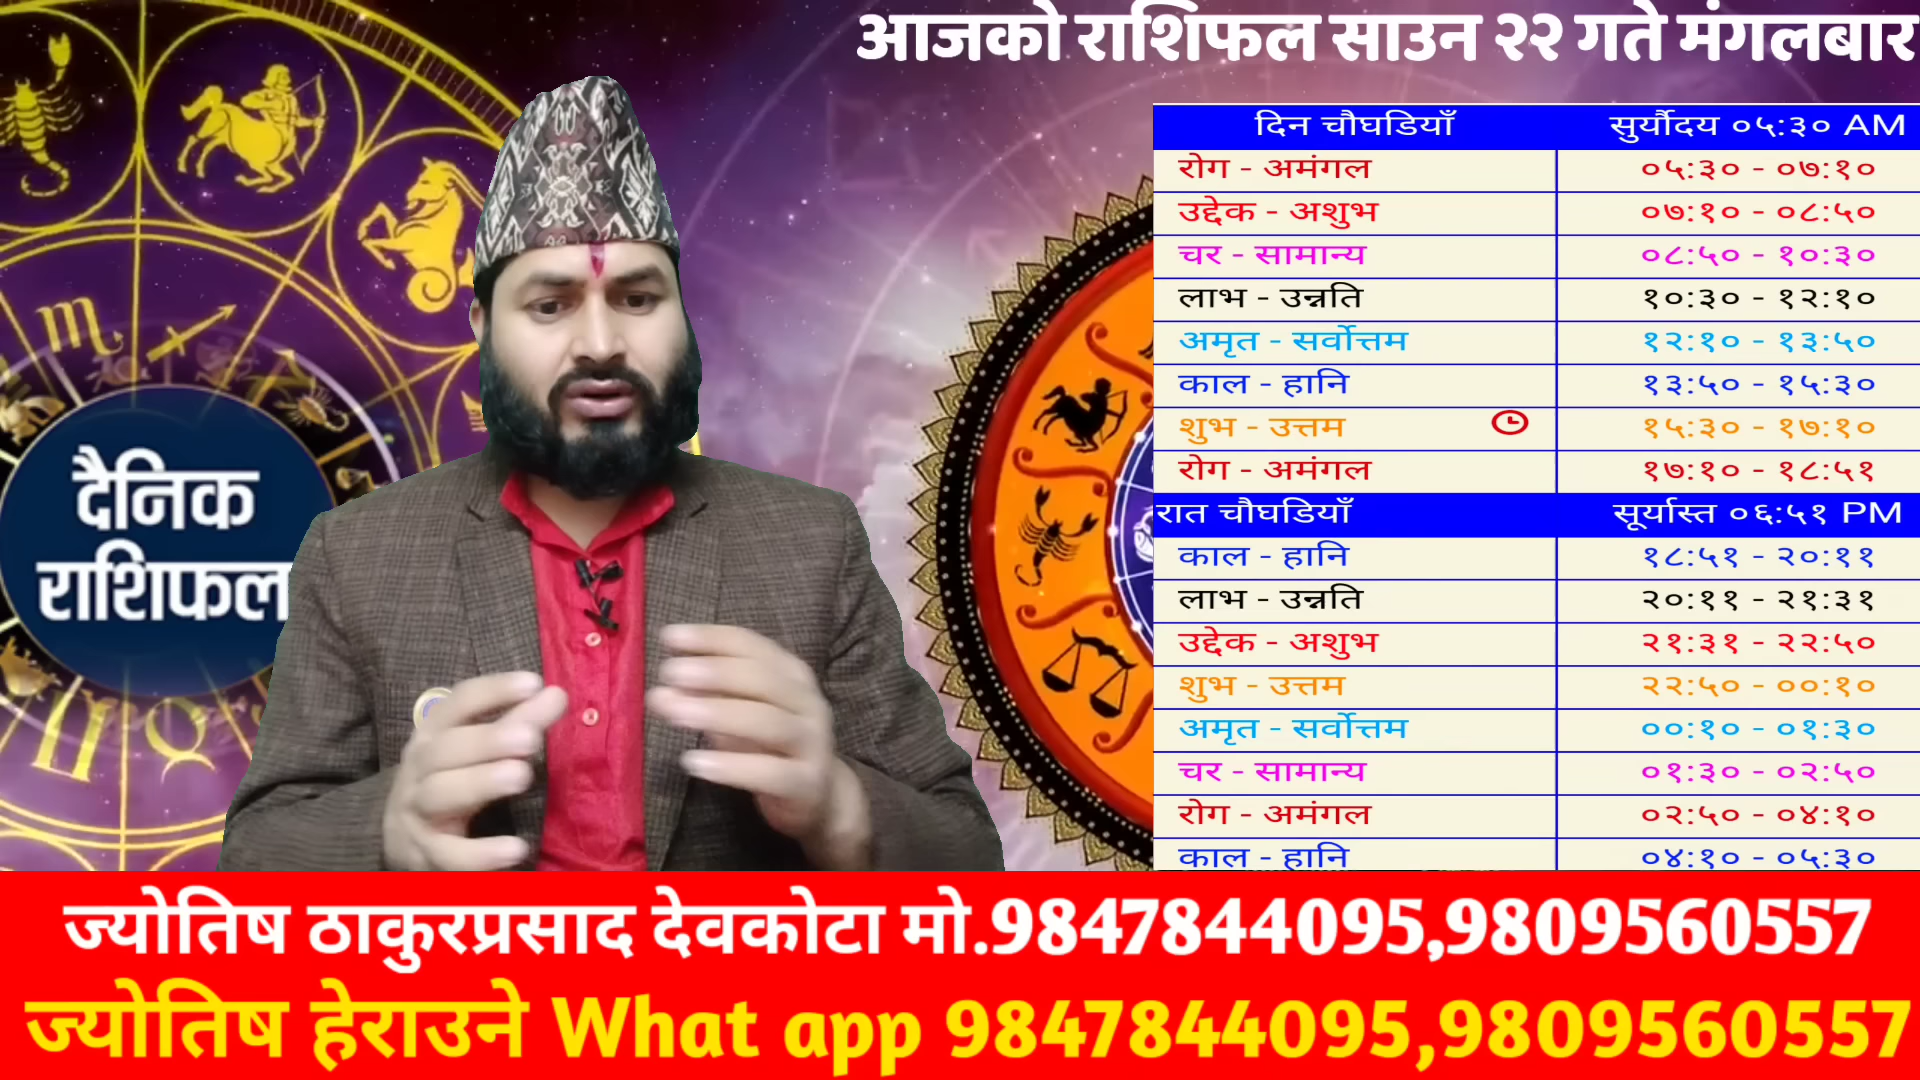 आजको राशिफल साउन २२ गते मंगलबार
दिन चौघडियाँ सुर्यौदय ०५:३० AM
रोग - अमंगल ०५:३० - ०७:१०
उद्देक - अशुभ ०७:१० - ०८:५०
चर - सामान्य ०८:५० - १०:३०
लाभ - उन्नति १०:३० - १२:१०
अमृत - सर्वोत्तम १२:१० - १३:५०
काल - हानि १३:५० - १५:३०
शुभ - उत्तम १५:३० - १७:१०
रोग - अमंगल १७:१० - १८:५१
रात चौघडियाँ सूर्यास्त ०६:५१ PM
काल - हानि १८:५१ - २०:११
लाभ - उन्नति २०:११ - २१:३१
उद्देक - अशुभ २१:३१ - २२:५०
शुभ - उत्तम २२:५० - ००:१०
अमृत - सर्वोत्तम ००:१० - ०१:३०
चर - सामान्य ०१:३० - ०२:५०
रोग - अमंगल ०२:५० - ०४:१०
काल - हानि ०४:१० - ०५:३०
दैनिक
राशिफल
ज्योतिष ठाकुरप्रसाद देवकोटा मो.9847844095,9809560557
ज्योतिष हेराउने What app 9847844095,9809560557